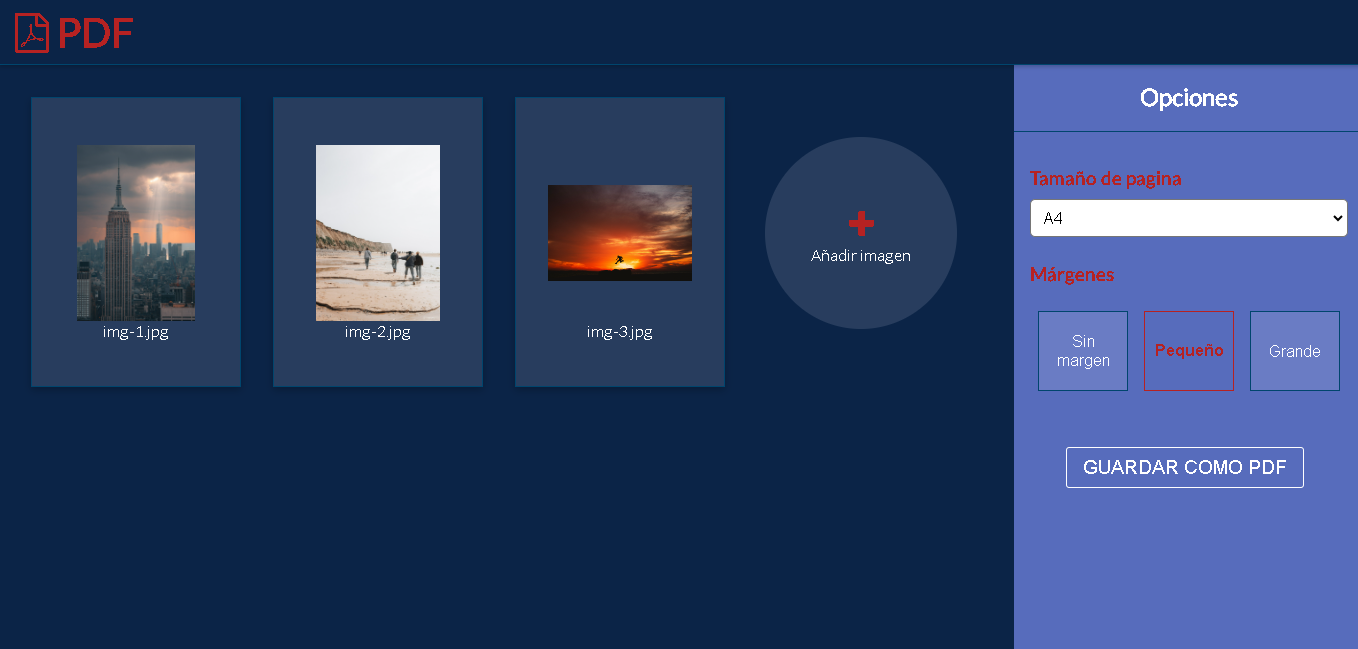 PDF
Opciones
Tamaño de pagina
A4
Márgenes
Sin
margen
Pequeño
Grande
GUARDAR COMO PDF
img-1.jpg
img-2.jpg
img-3.jpg
Añadir imagen